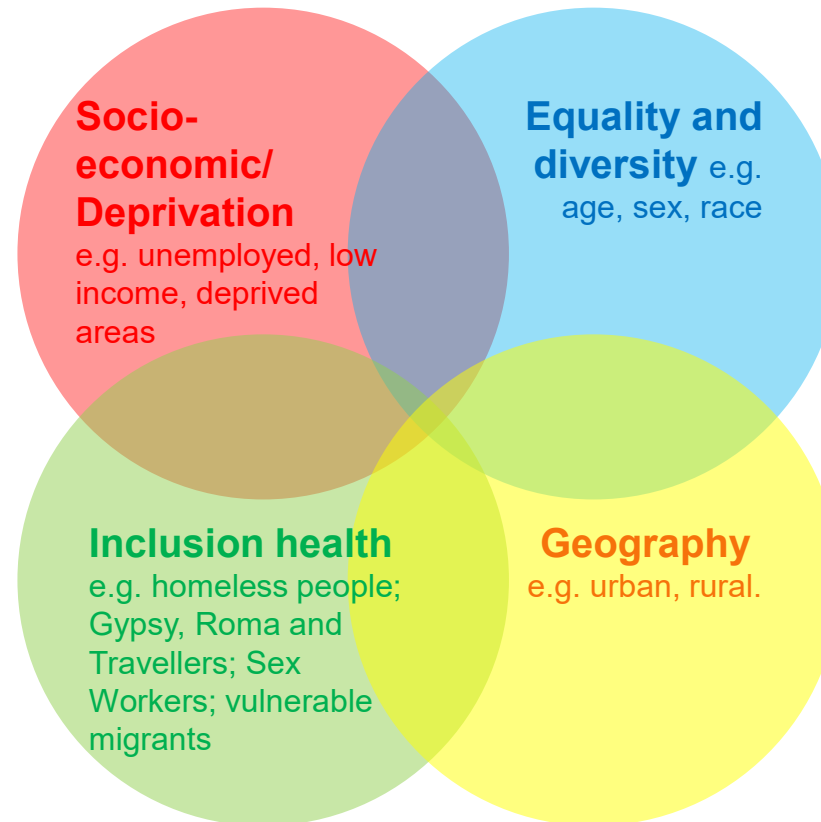 Socio-
economic/
Deprivation
e.g. unemployed, low
income, deprived
areas
Equality and
diversity e.g.
age, sex, race
Inclusion health
e.g. homeless people;
Gypsy, Roma and
Travellers; Sex
Workers; vulnerable
migrants
Geography
e.g. urban, rural.